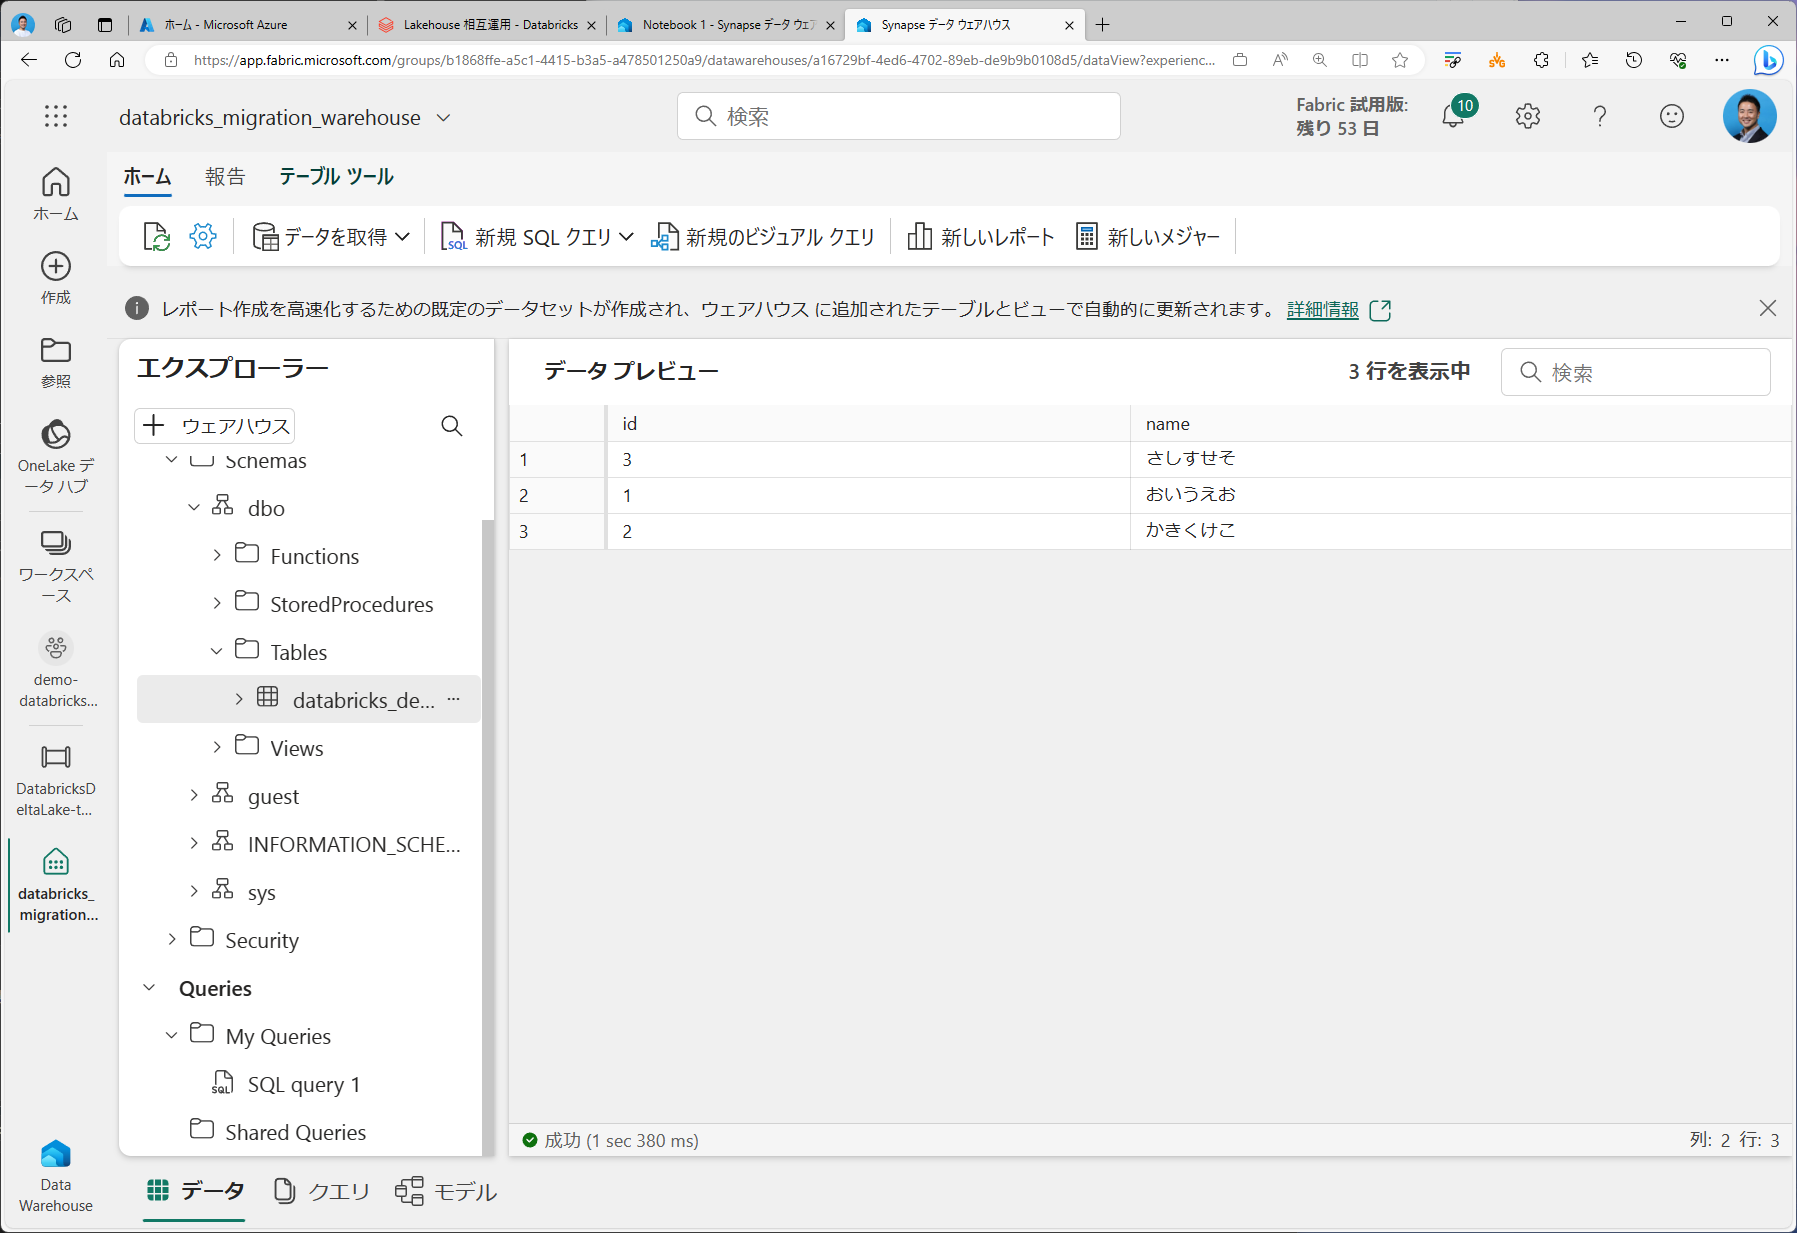 ホーム - Microsoft Azure
Lakehouse 相互運用 - Databricks
Notebook 1 - Synapse データ ウェア
Synapse データ ウェアハウス
https://app.fabric.microsoft.com/groups/b1868ffe-a5c1-4415-b3a5-a478501250a9/datawarehouses/a16729bf-4ed6-4702-89eb-de9b9b0108d5/dataView?experienc...
databricks_migration_warehouse
検索
Fabric 試用版:
残り 53 日
10
ホーム
作成
参照
OneLake デ
ータ ハブ
ワークスペ
ース
demo-
databricks...
DatabricksD
eltaLake-t...
databricks_
migration...
Data
Warehouse
ホーム
報告
テーブル ツール
データを取得
SQL
新規 SQL クエリ
新規のビジュアル クエリ
新しいレポート
新しいメジャー
レポート作成を高速化するための既定のデータセットが作成され、ウェアハウス に追加されたテーブルとビューで自動的に更新されます。 詳細情報
エクスプローラー
ウェアハウス
Schemas
dbo
Functions
StoredProcedures
Tables
databricks_de...
Views
guest
INFORMATION_SCHE...
sys
Security
Queries
My Queries
SQL
SQL query 1
Shared Queries
データ プレビュー
3 行を表示中
検索
id name
1 3 さしすせそ
2 1 おいうえお
3 2 かきくけこ
成功 (1 sec 380 ms)
列: 2 行: 3
データ
クエリ
モデル